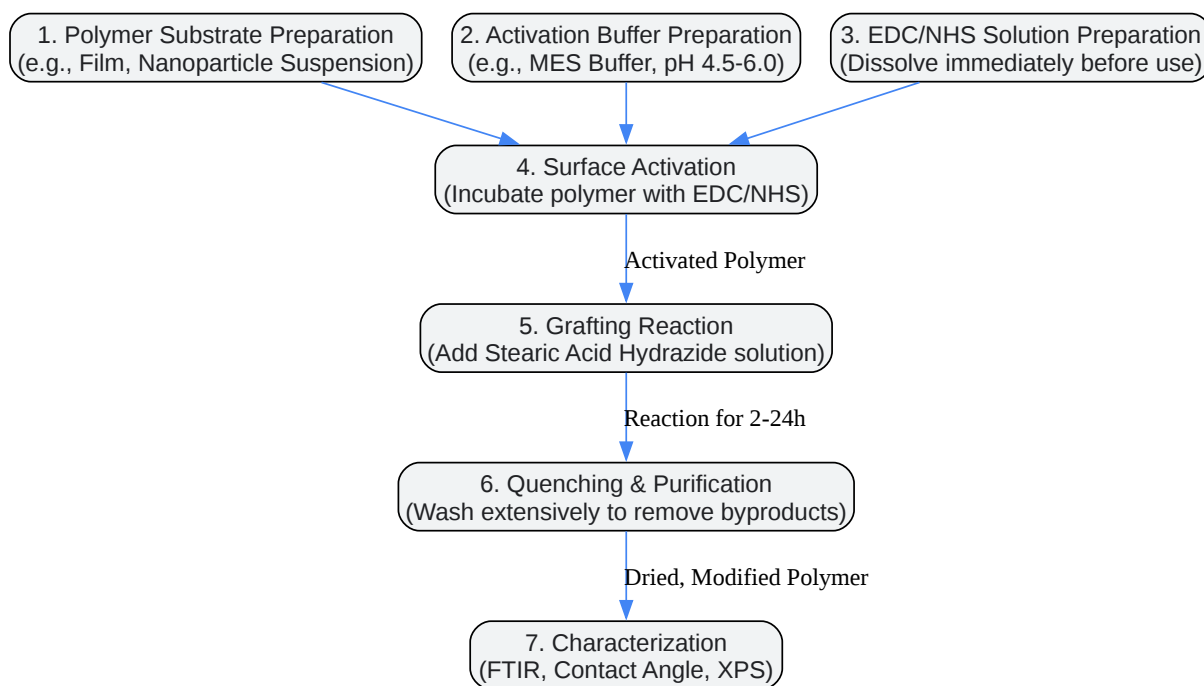 1. Polymer Substrate Preparation
(e.g., Film, Nanoparticle Suspension)
2. Activation Buffer Preparation
(e.g., MES Buffer, pH 4.5-6.0)
3. EDC/NHS Solution Preparation
(Dissolve immediately before use)
4. Surface Activation
(Incubate polymer with EDC/NHS)
Activated Polymer
5. Grafting Reaction
(Add Stearic Acid Hydrazide solution)
Reaction for 2-24h
6. Quenching & Purification
(Wash extensively to remove byproducts)
Dried, Modified Polymer
7. Characterization
(FTIR, Contact Angle, XPS)